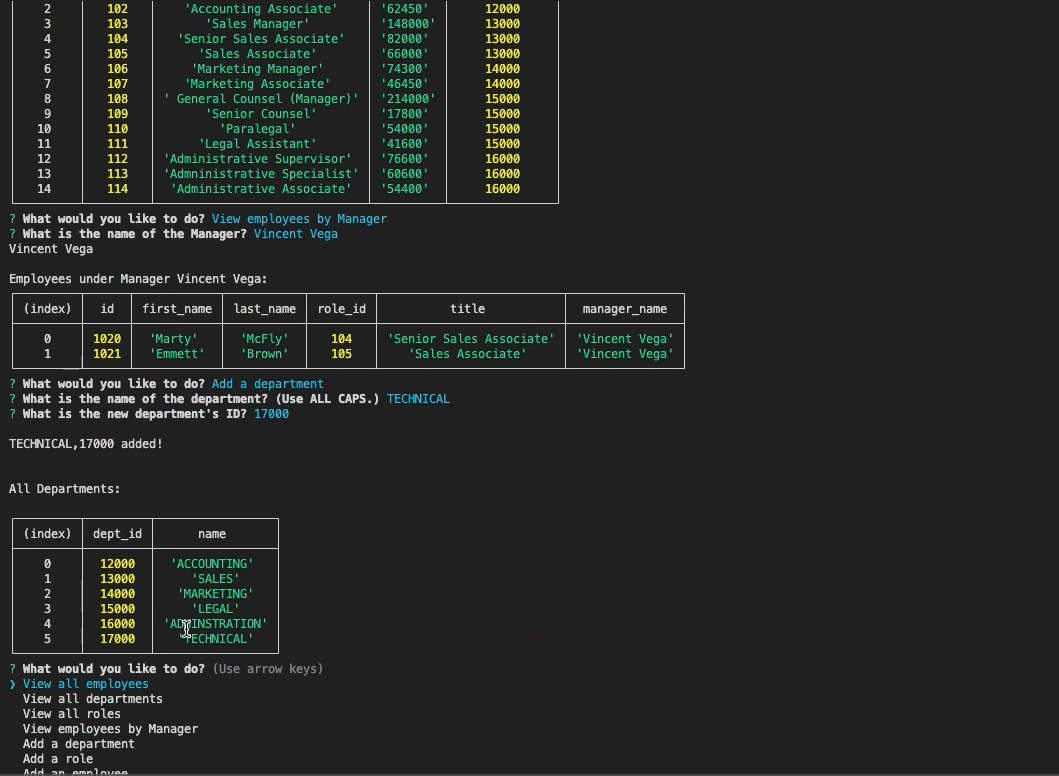 2 102 'Accounting Associate' '62450' 12000
3 103 'Sales Manager' '148000' 13000
4 104 'Senior Sales Associate' '82000' 13000
5 105 'Sales Associate' '66000' 13000
6 106 'Marketing Manager' '74300' 14000
7 107 'Marketing Associate' '46450' 14000
8 108 ' General Counsel (Manager)' '214000' 15000
9 109 'Senior Counsel' '17800' 15000
10 110 'Paralegal' '54000' 15000
11 111 'Legal Assistant' '41600' 15000
12 112 'Administrative Supervisor' '76600' 16000
13 113 'Admninistrative Specialist' '60600' 16000
14 114 'Administrative Associate' '54400' 16000
? What would you like to do? View employees by Manager
? What is the name of the Manager? Vincent Vega
Vincent Vega
Employees under Manager Vincent Vega:
(index) id first_name last_name role_id title manager_name
0 1020 'Marty' 'McFly' 104 'Senior Sales Associate' 'Vincent Vega'
1 1021 'Emmett' 'Brown' 105 'Sales Associate' 'Vincent Vega'
? What would you like to do? Add a department
? What is the name of the department? (Use ALL CAPS.) TECHNICAL
? What is the new department's ID? 17000
TECHNICAL,17000 added!
All Departments:
(index) dept_id name
0 12000 'ACCOUNTING'
1 13000 'SALES'
2 14000 'MARKETING'
3 15000 'LEGAL'
4 16000 'ADMINSTRATION'
5 17000 'TECHNICAL'
? What would you like to do? (Use arrow keys)
❯ View all employees
View all departments
View all roles
View employees by Manager
Add a department
Add a role
Add an employee